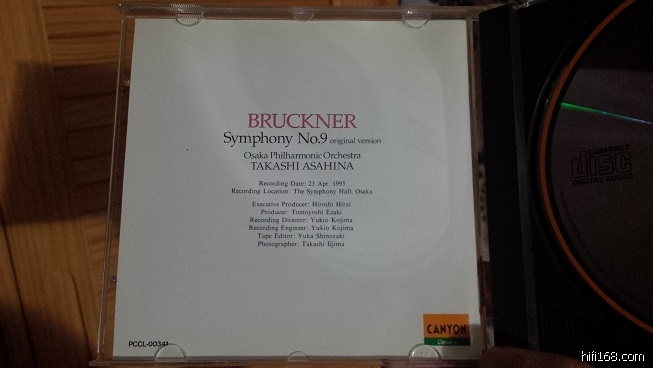 BRUCKNER
Symphony No.9 original version
Osaka Philharmonic Orchestra
TAKASHI ASAHINA
Recording Date: 23 Apr. 1995
Recording Location: The Symphony Hall, Osaka
Executive Producer: Hiroshi Hirai
Producer: Tomoyoshi Ezaki
Recording Director: Yukio Kojima
Recording Engineer: Yukio Kojima
Tape Editor: Yuka Shinozaki
Photographer: Takashi Iijima
PCCL-00341
CANYON
Classics
COMPACT
disc
DIGITAL AUDIO
hifi168.com